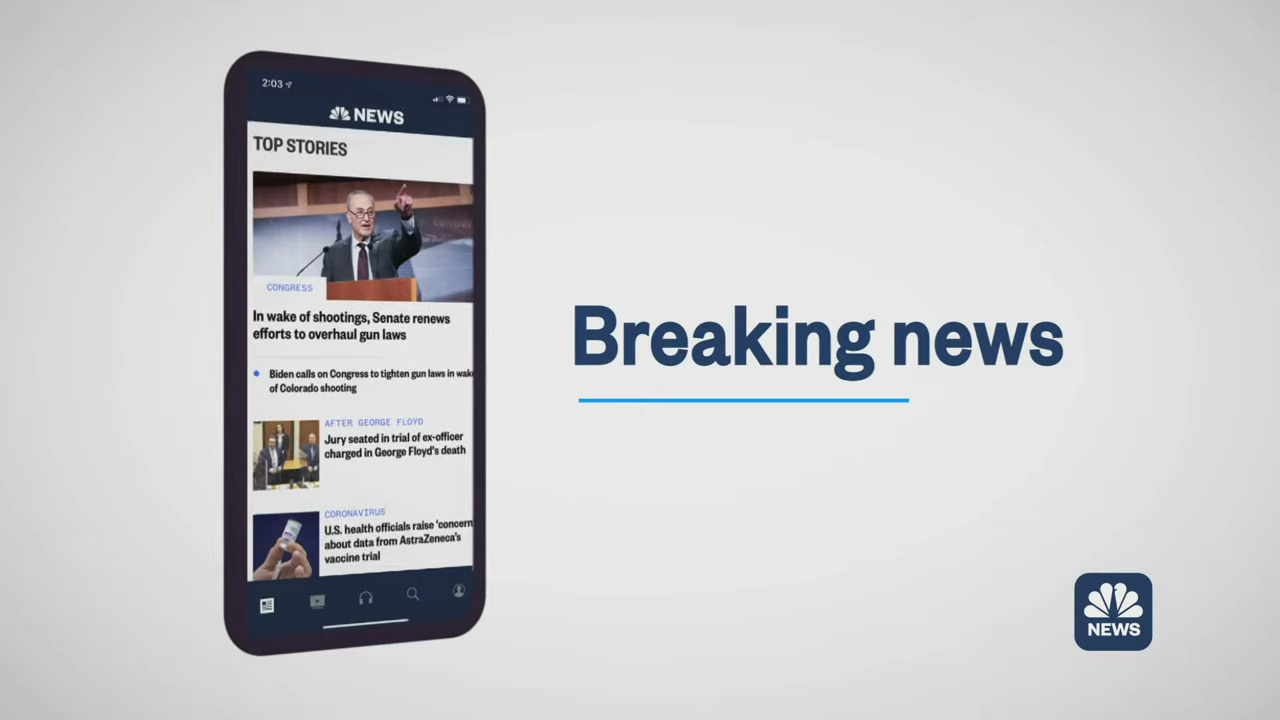 2:03
NEWS
TOP STORIES
CONGRESS
In wake of shootings, Senate renews
efforts to overhaul gun laws
Biden calls on Congress to tighten gun laws in wake
of Colorado shooting
AFTER GEORGE FLOYD
Jury seated in trial of ex-officer
charged in George Floyd's death
CORONAVIRUS
U.S. health officials raise 'concern
about data from AstraZeneca's
vaccine trial
Breaking news
NEWS